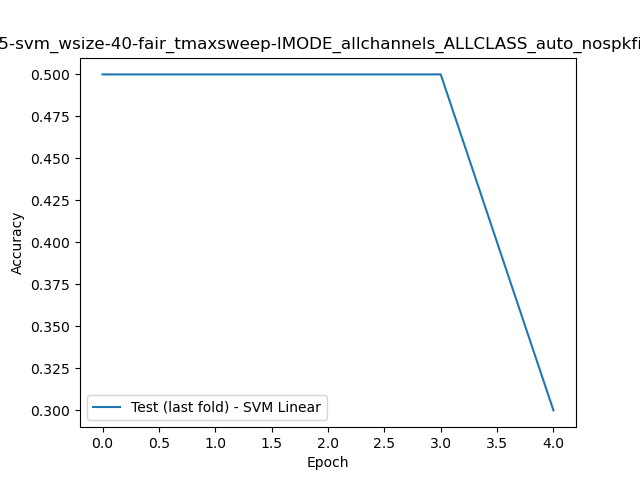 5-svm_wsize-40-fair_tmaxsweep-IMODE_allchannels_ALLCLASS_auto_nospkfi
0.500
0.475
0.450
0.425
0.400
0.375
0.350
0.325
0.300
Accuracy
Test (last fold) - SVM Linear
0.0 0.5 1.0 1.5 2.0 2.5 3.0 3.5 4.0
Epoch